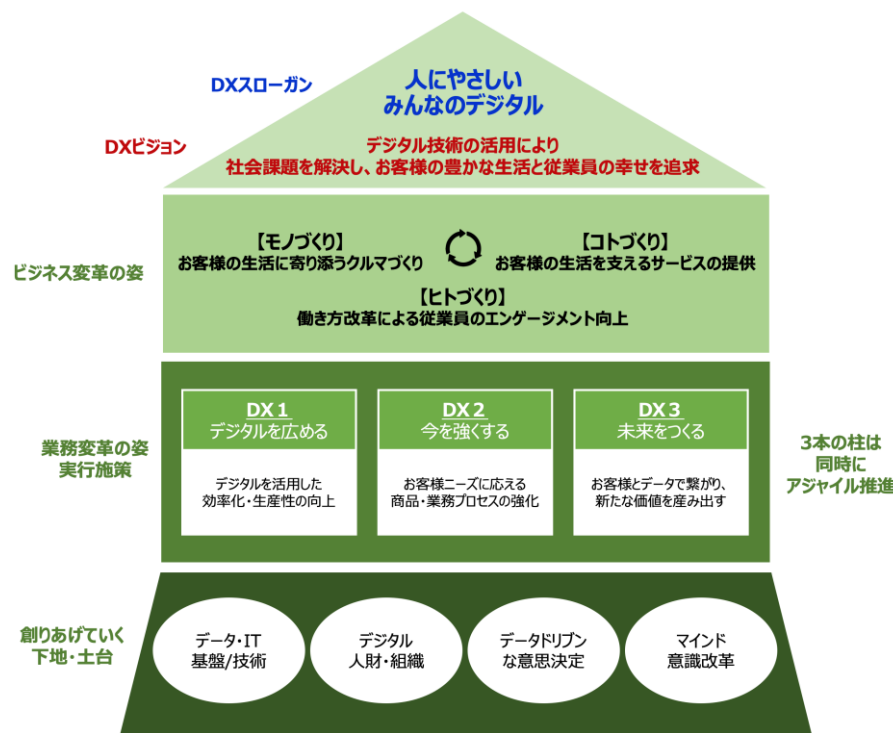 DXスローガン
人にやさしい
みんなのデジタル
DXビジョン
デジタル技術の活用により
社会課題を解決し、お客様の豊かな生活と従業員の幸せを追求
ビジネス変革の姿
【モノづくり】
お客様の生活に寄り添うクルマづくり
【コトづくり】
お客様の生活を支えるサービスの提供
【ヒトづくり】
働き方改革による従業員のエンゲージメント向上
業務変革の姿
実行施策
DX1
デジタルを広める
デジタルを活用した
効率化・生産性の向上
DX2
今を強くする
お客様ニーズに応える
商品・業務プロセスの強化
DX3
未来をつくる
お客様とデータで繋がり、
新たな価値を産み出す
3本の柱は
同時に
アジャイル推進
創りあげていく
下地・土台
データ・IT
基盤/技術
デジタル
人財・組織
データドリブン
な意思決定
マインド
意識改革